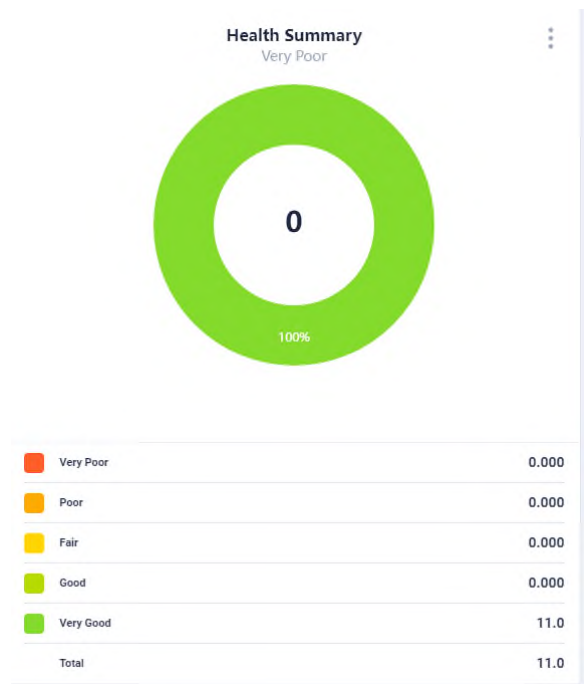 Health Summary
Very Poor
0
100%
Very Poor 0.000
Poor 0.000
Fair 0.000
Good 0.000
Very Good 11.0
Total 11.0